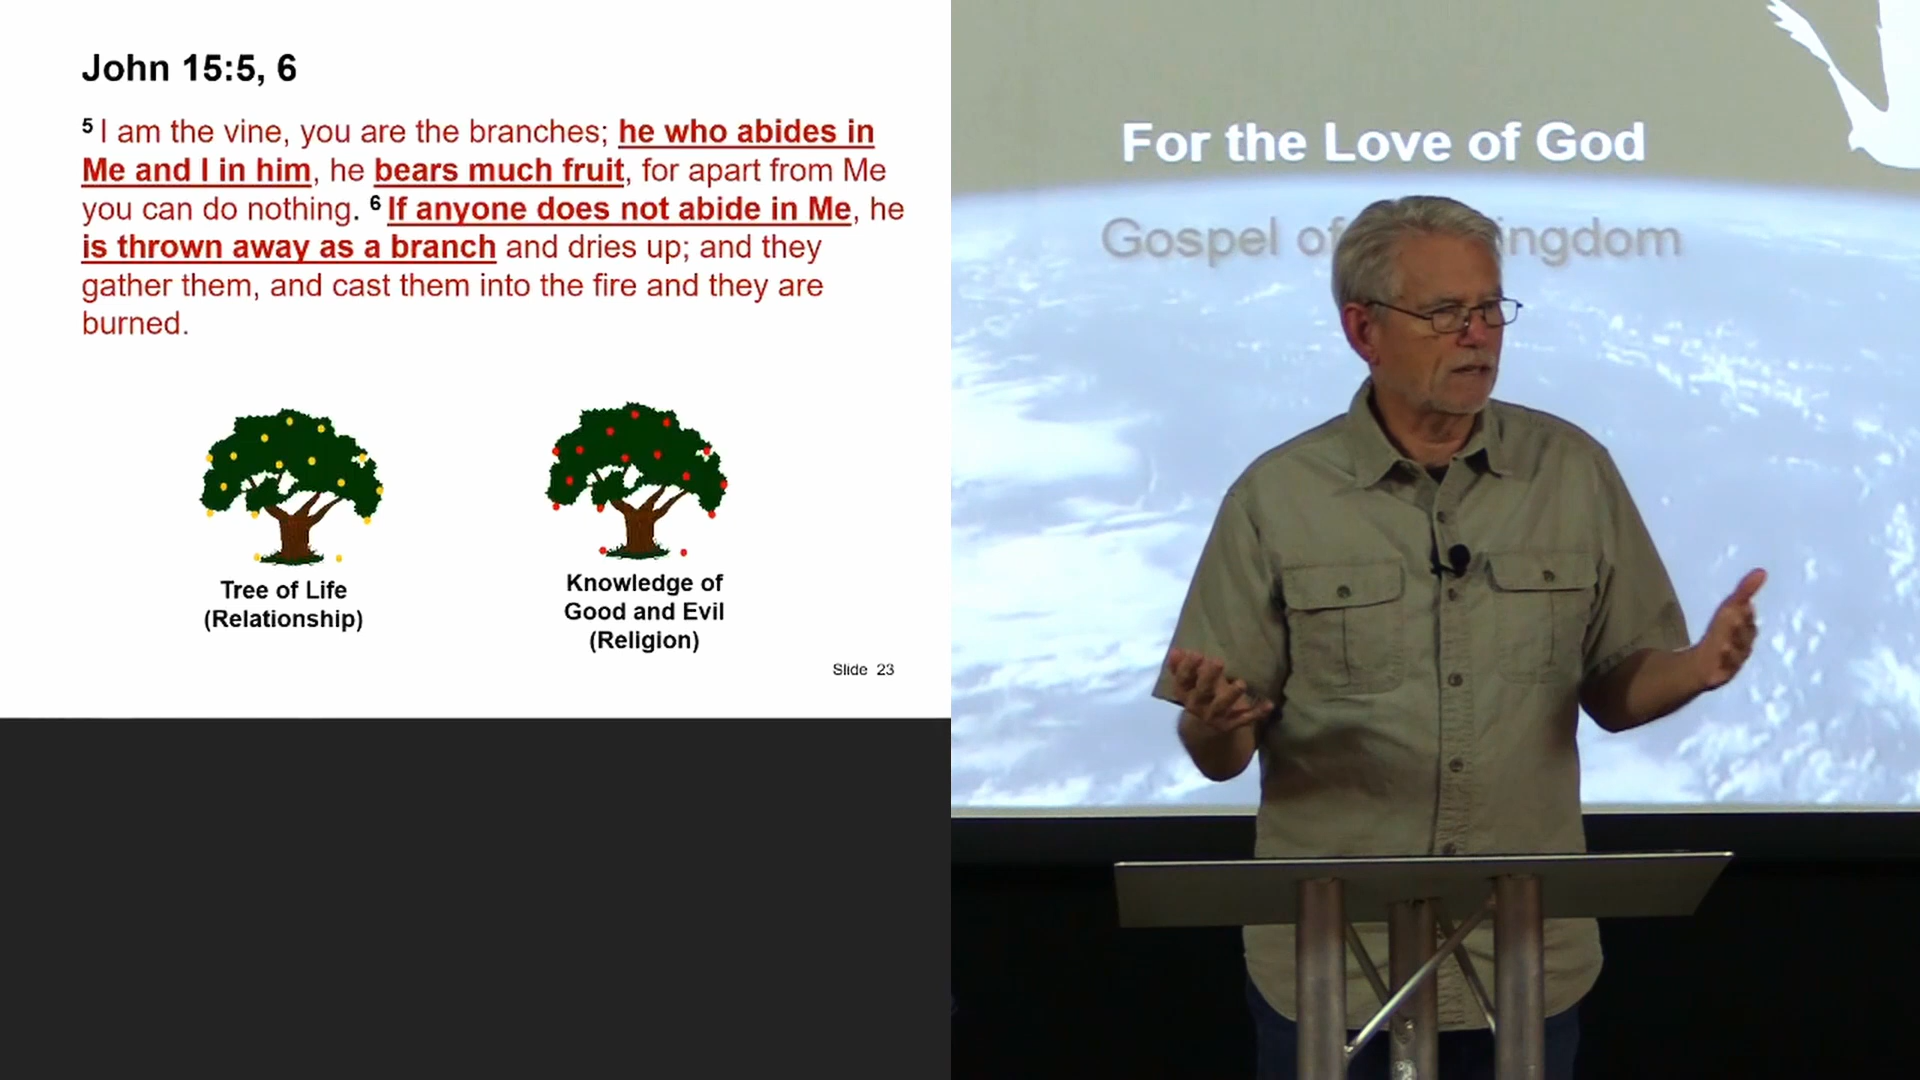 John 15:5, 6
5 I am the vine, you are the branches; he who abides in
Me and I in him, he bears much fruit, for apart from Me
you can do nothing. 6 If anyone does not abide in Me, he
is thrown away as a branch and dries up; and they
gather them, and cast them into the fire and they are
burned.
Tree of Life
(Relationship)
Knowledge of
Good and Evil
(Religion)
Slide 23
For the Love of God
Gospel of ingdom